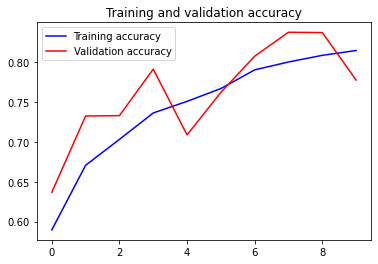 Training and validation accuracy
Training accuracy
Validation accuracy
0.80
0.75
0.70
0.65
0.60
0 2 4 6 8